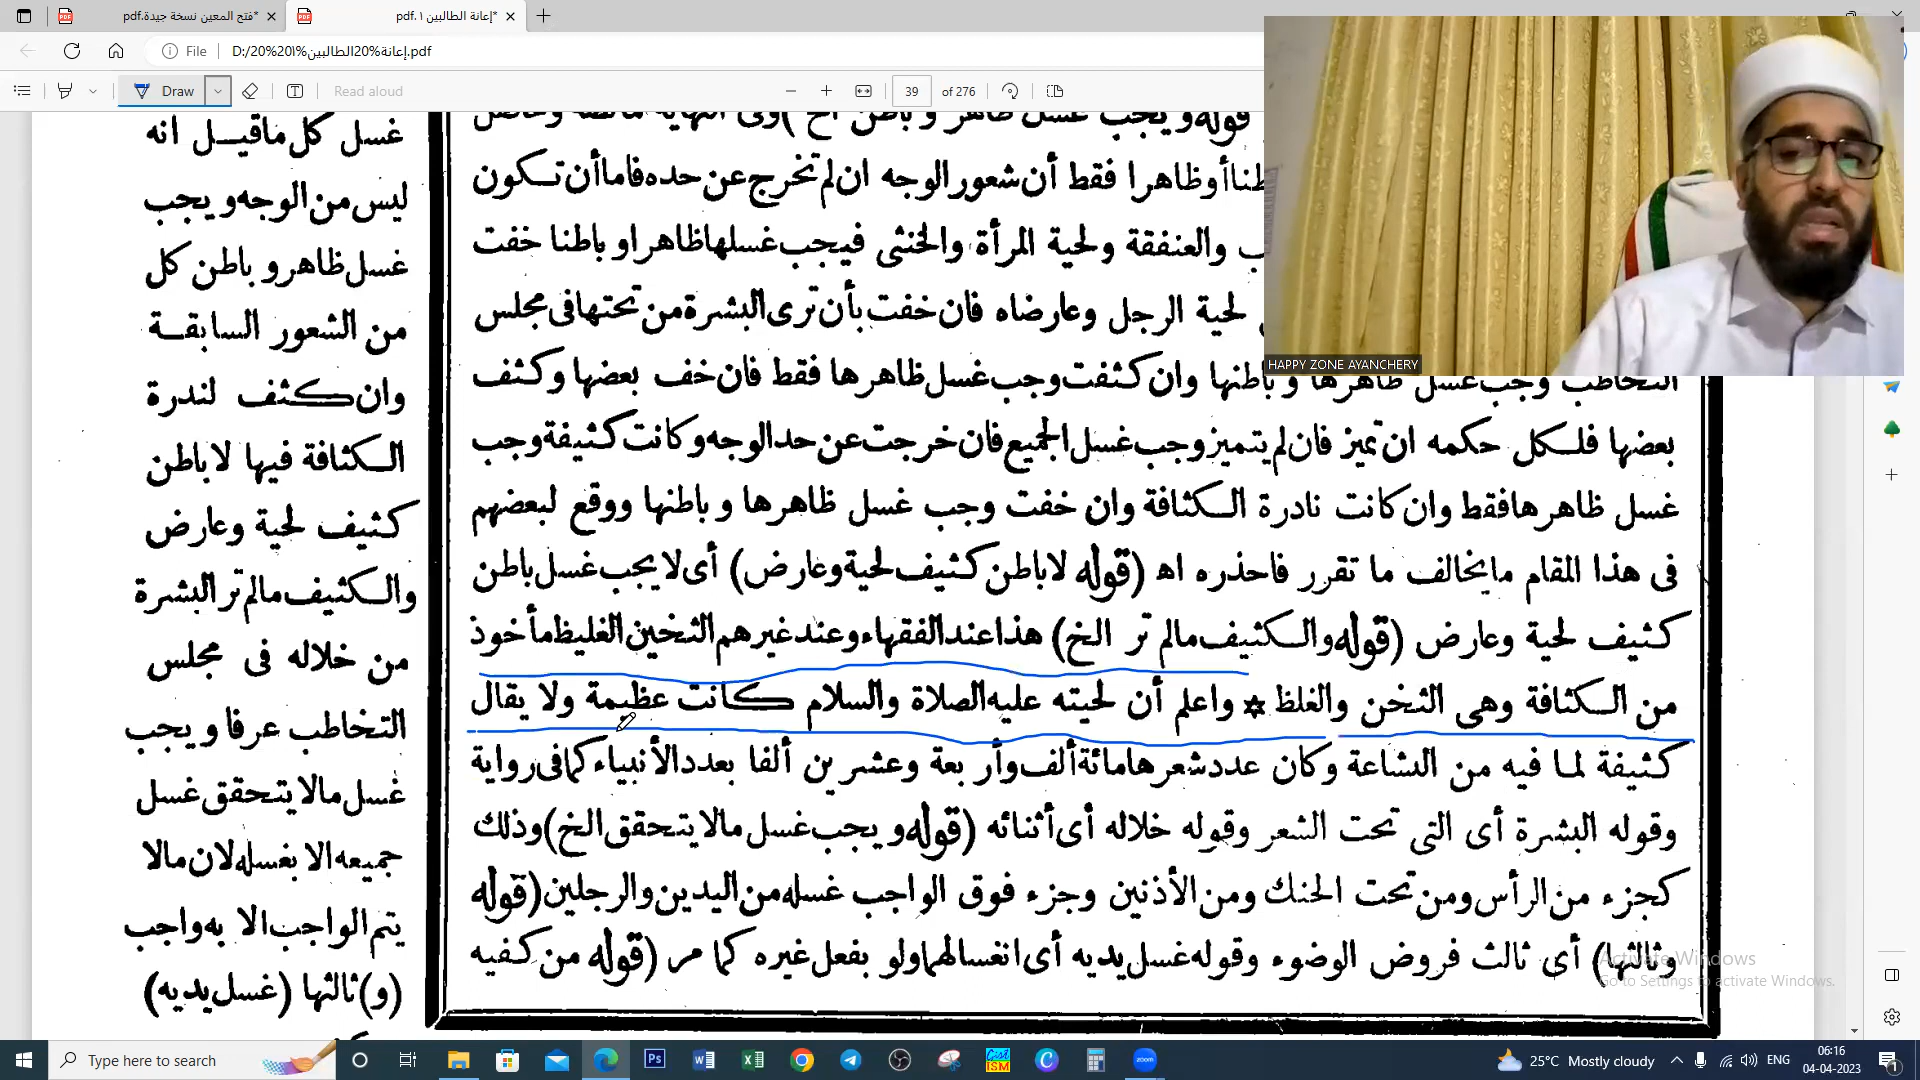 *فتح المعين نسخة جيدة.pdf
*إعانة الطالبين ١.pdf
File
D:/إعانة%20الطالبين%20١.pdf
Draw
Read aloud
39
of 276
HAPPY ZONE AYANCHERY
غسل كل ماقيل أنه
ليس من الوجه ويجب
غسل ظاهر وباطن كل
من الشعور السابقة
وان كثف لندرة
الكثافة فيها لا باطن
كثيف لحية وعارض
والكثيف مالم تر البشرة
من خلاله فى مجلس
التخاطب عرفا ويجب
غسل مالا يتحقق غسل
جميعه الا بغسله لان مالا
يتم الواجب الا به واجب
(و) ثالثها (غسل يديه)
قوله ويجب غسل ظاهر وباطن الخ) وفى النهاية مانصه وحاصل
أوظاهرا فقط أن شعور الوجه ان لم تخرج عن حده فاما أن تكون
والعنفقة ولحية المرأة والخنثى فيجب غسلها ظاهرا وباطنا خفت
لحية الرجل وعارضاه فان خفت بأن ترى البشرة من تحتها فى مجلس
التخاطب وجب غسل ظاهرها وباطنها وان كثفت وجب غسل ظاهرها فقط فان خف بعضها وكثف
بعضها فلكل حكمه ان تميز فان لم يتميز وجب غسل الجميع فان خرجت عن حد الوجه وكانت كثيفة وجب
غسل ظاهرها فقط وان كانت نادرة الكثافة وان خفت وجب غسل ظاهرها وباطنها ووقع لبعضهم
فى هذا المقام مايخالف ما تقرر فاحذره اه (قوله لا باطن كثيف لحية وعارض) أى لا يجب غسل باطن
كثيف لحية وعارض (قوله والكثيف مالم تر الخ) هذا عند الفقهاء وعند غيرهم الثخين الغليظ مأخوذ
من الكثافة وهى الثخن والغلظ * واعلم أن لحيته عليه الصلاة والسلام كانت عظيمة ولا يقال
كثيفة لما فيه من البشاعة وكان عدد شعرها مائة ألف وأربعة وعشرين ألفا بعدد الأنبياء كما فى رواية
وقوله البشرة أى التى تحت الشعر وقوله خلاله أى أثنائه (قوله ويجب غسل مالا يتحقق الخ) وذلك
كجزء من الرأس ومن تحت الحنك ومن الأذنين وجزء فوق الواجب غسله من اليدين والرجلين (قوله
وثالثها) أى ثالث فروض الوضوء وقوله غسل يديه أى انغسالهما ولو بفعل غيره كما مر (قوله من كفيه
Activate Windows
Go to Settings to activate Windows.
Type here to search
25°C Mostly cloudy
ENG
06:16
04-04-2023